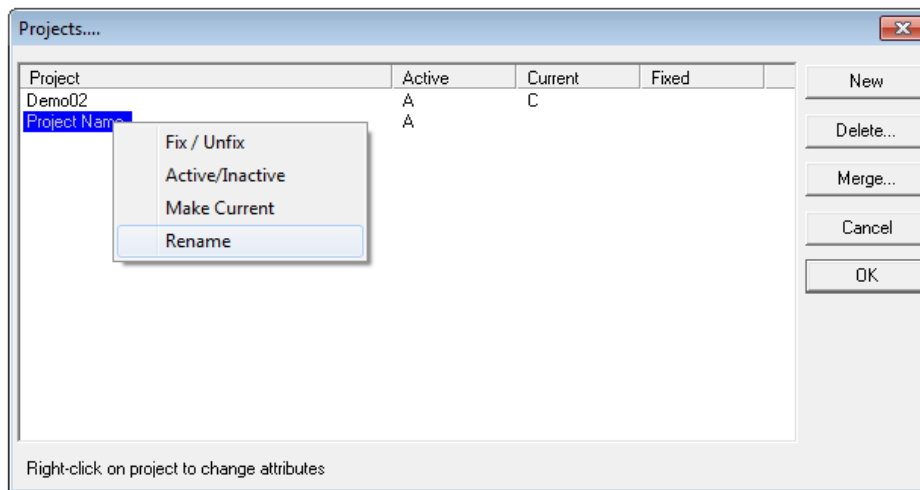 Projects....
Project Active Current Fixed
Demo02 A C
Project Name A
Fix / Unfix
Active/Inactive
Make Current
Rename
New
Delete...
Merge...
Cancel
OK
Right-click on project to change attributes